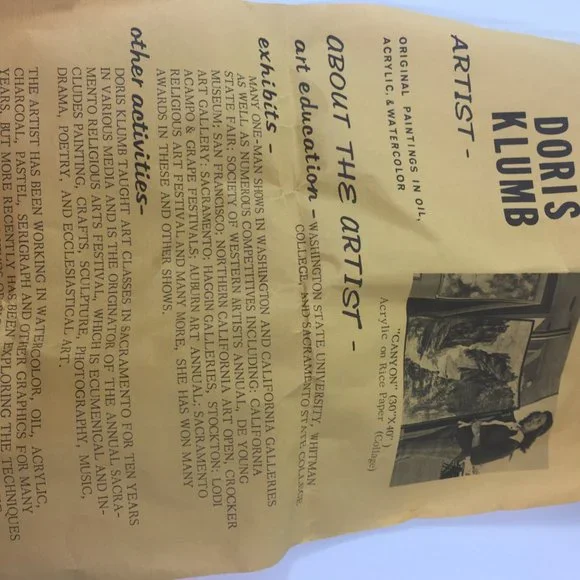 DORIS
KLUMB
ARTIST -
ORIGINAL PAINTINGS IN OIL,
ACRYLIC, & WATERCOLOR
"CANYON" (30"X40")
Acrylic on Rice Paper (Collage)
ABOUT THE ARTIST -
art education - WASHINGTON STATE UNIVERSITY, WHITMAN
COLLEGE, AND SACRAMENTO STATE COLLEGE.
exhibits -
MANY ONE-MAN SHOWS IN WASHINGTON AND CALIFORNIA GALLERIES
AS WELL AS NUMEROUS COMPETITIVES INCLUDING: CALIFORNIA
STATE FAIR; SOCIETY OF WESTERN ARTISTS ANNUAL, DE YOUNG
MUSEUM; SAN FRANCISCO; NORTHERN CALIFORNIA ART OPEN, CROCKER
ART GALLERY; SACRAMENTO; HAGGIN GALLERIES, STOCKTON; LODI
ACAMPO & GRAPE FESTIVALS; AUBURN ART ANNUAL; SACRAMENTO
RELIGIOUS ART FESTIVAL AND MANY MORE, SHE HAS WON MANY
AWARDS IN THESE AND OTHER SHOWS.
other activities-
DORIS KLUMB TAUGHT ART CLASSES IN SACRAMENTO FOR TEN YEARS
IN VARIOUS MEDIA AND IS THE ORIGINATOR OF THE ANNUAL SACRA-
MENTO RELIGIOUS ARTS FESTIVAL, WHICH IS ECUMENICAL AND IN-
CLUDES PAINTING, CRAFTS, SCULPTURE, PHOTOGRAPHY, MUSIC,
DRAMA, POETRY, AND ECCLESIASTICAL ART.
THE ARTIST HAS BEEN WORKING IN WATERCOLOR, OIL, ACRYLIC,
CHARCOAL, PASTEL, SERIGRAPH AND OTHER GRAPHICS FOR MANY
YEARS, BUT MORE RECENTLY HAS BEEN EXPLORING THE TECHNIQUES